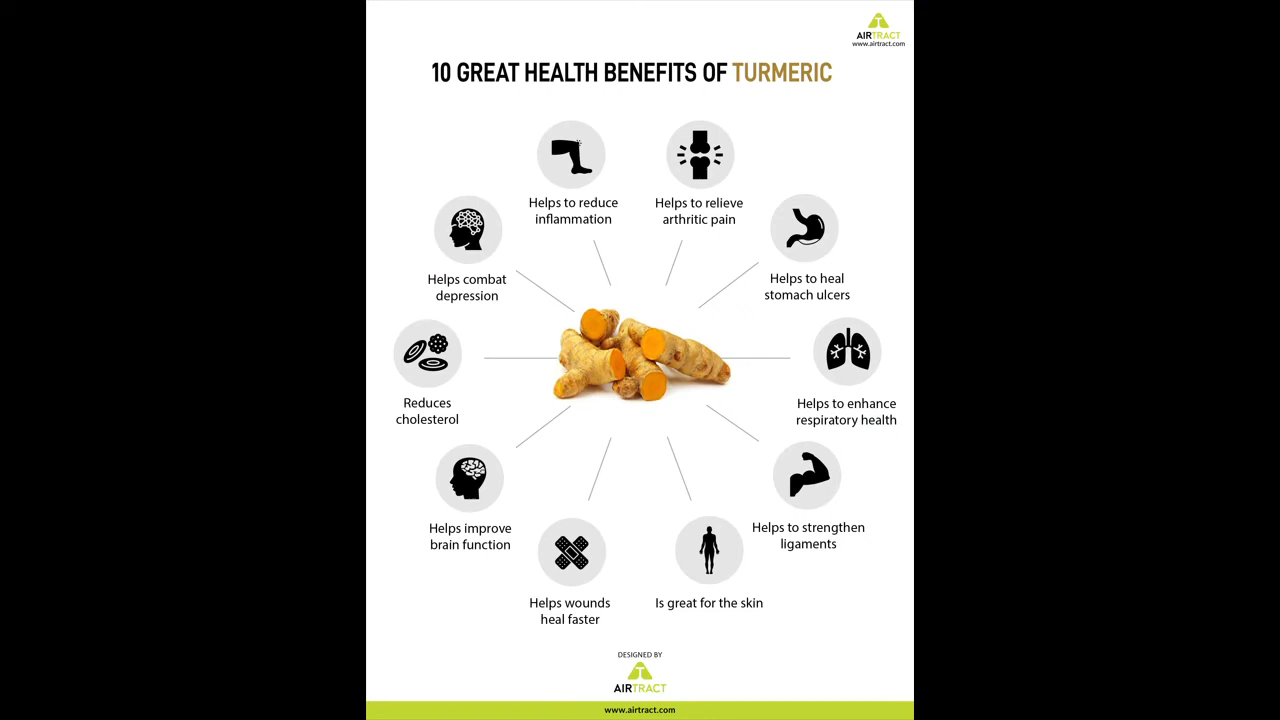 AIRTRACT
www.airtract.com
10 GREAT HEALTH BENEFITS OF TURMERIC
Helps to reduce
inflammation
Helps to relieve
arthritic pain
Helps combat
depression
Helps to heal
stomach ulcers
Reduces
cholesterol
Helps to enhance
respiratory health
Helps improve
brain function
Helps to strengthen
ligaments
Helps wounds
heal faster
Is great for the skin
DESIGNED BY
AIRTRACT
www.airtract.com